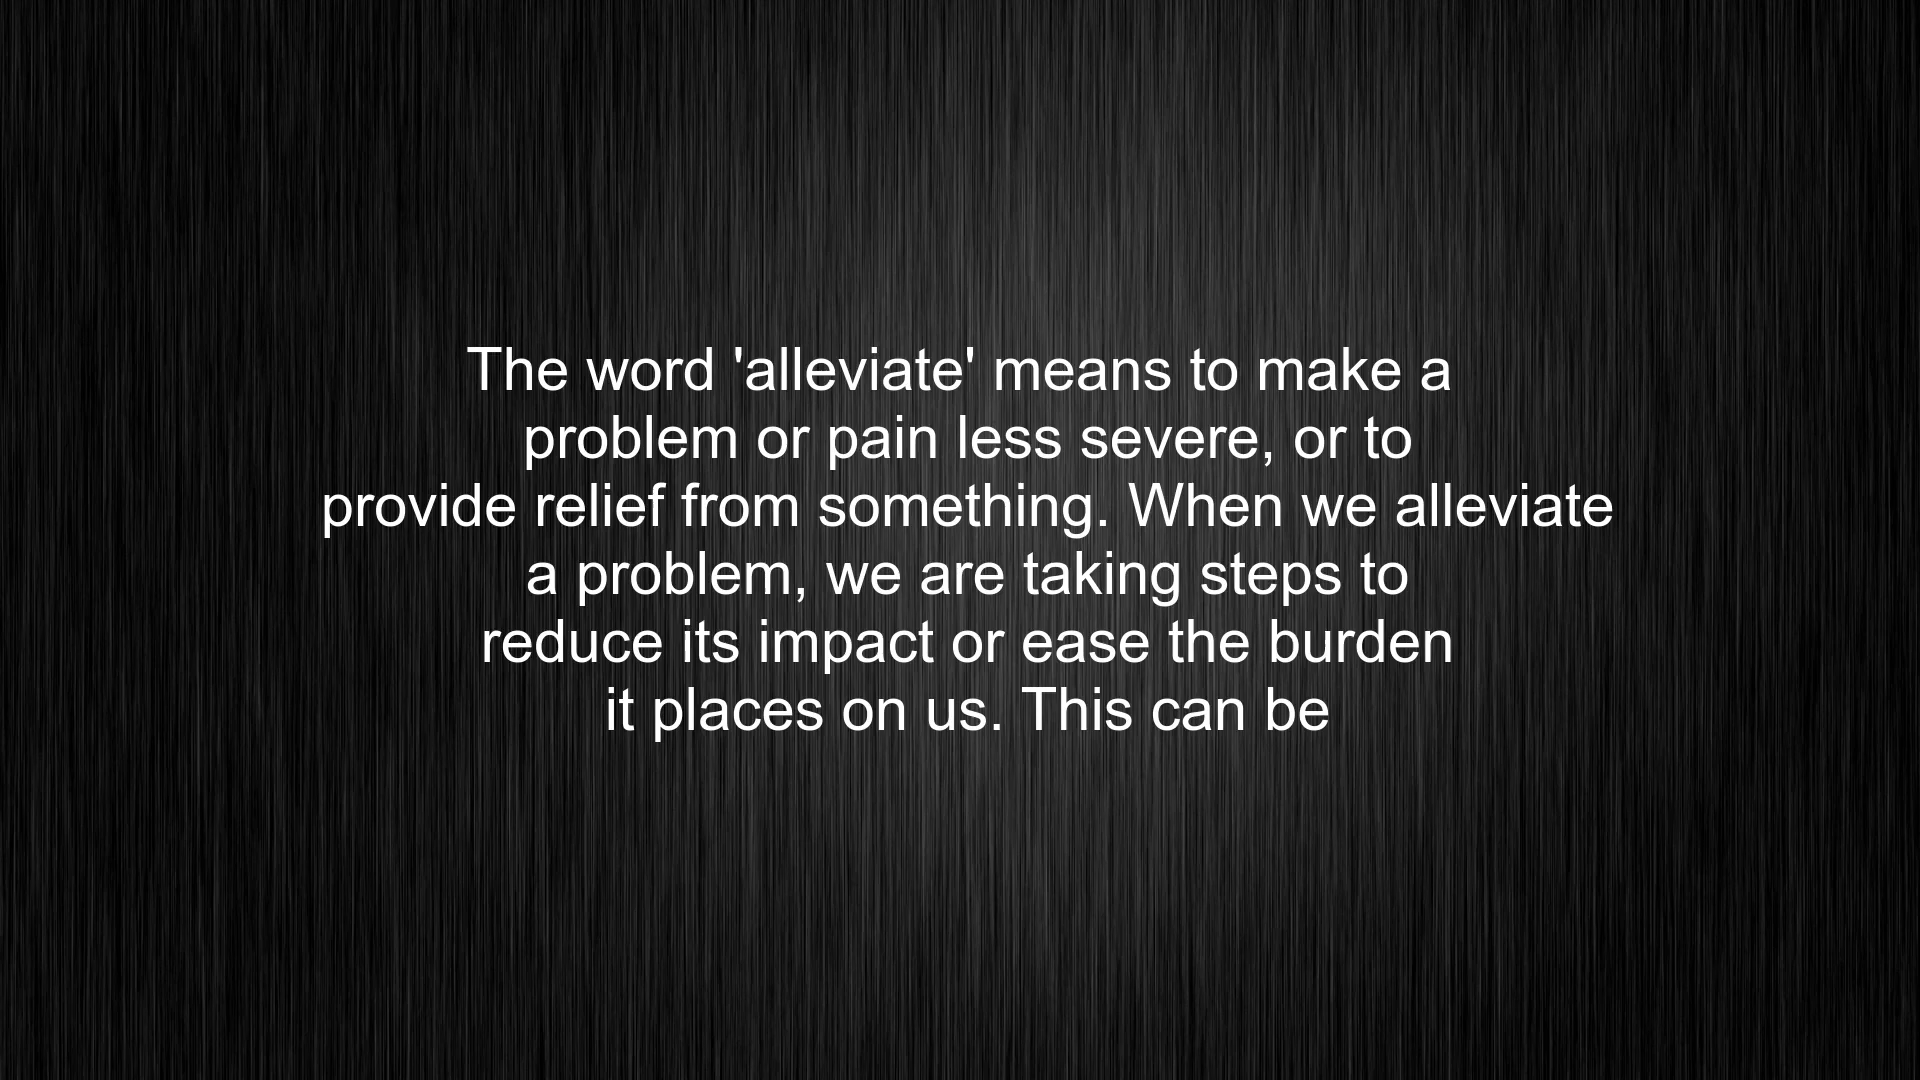 The word 'alleviate' means to make a
problem or pain less severe, or to
provide relief from something. When we alleviate
a problem, we are taking steps to
reduce its impact or ease the burden
it places on us. This can be